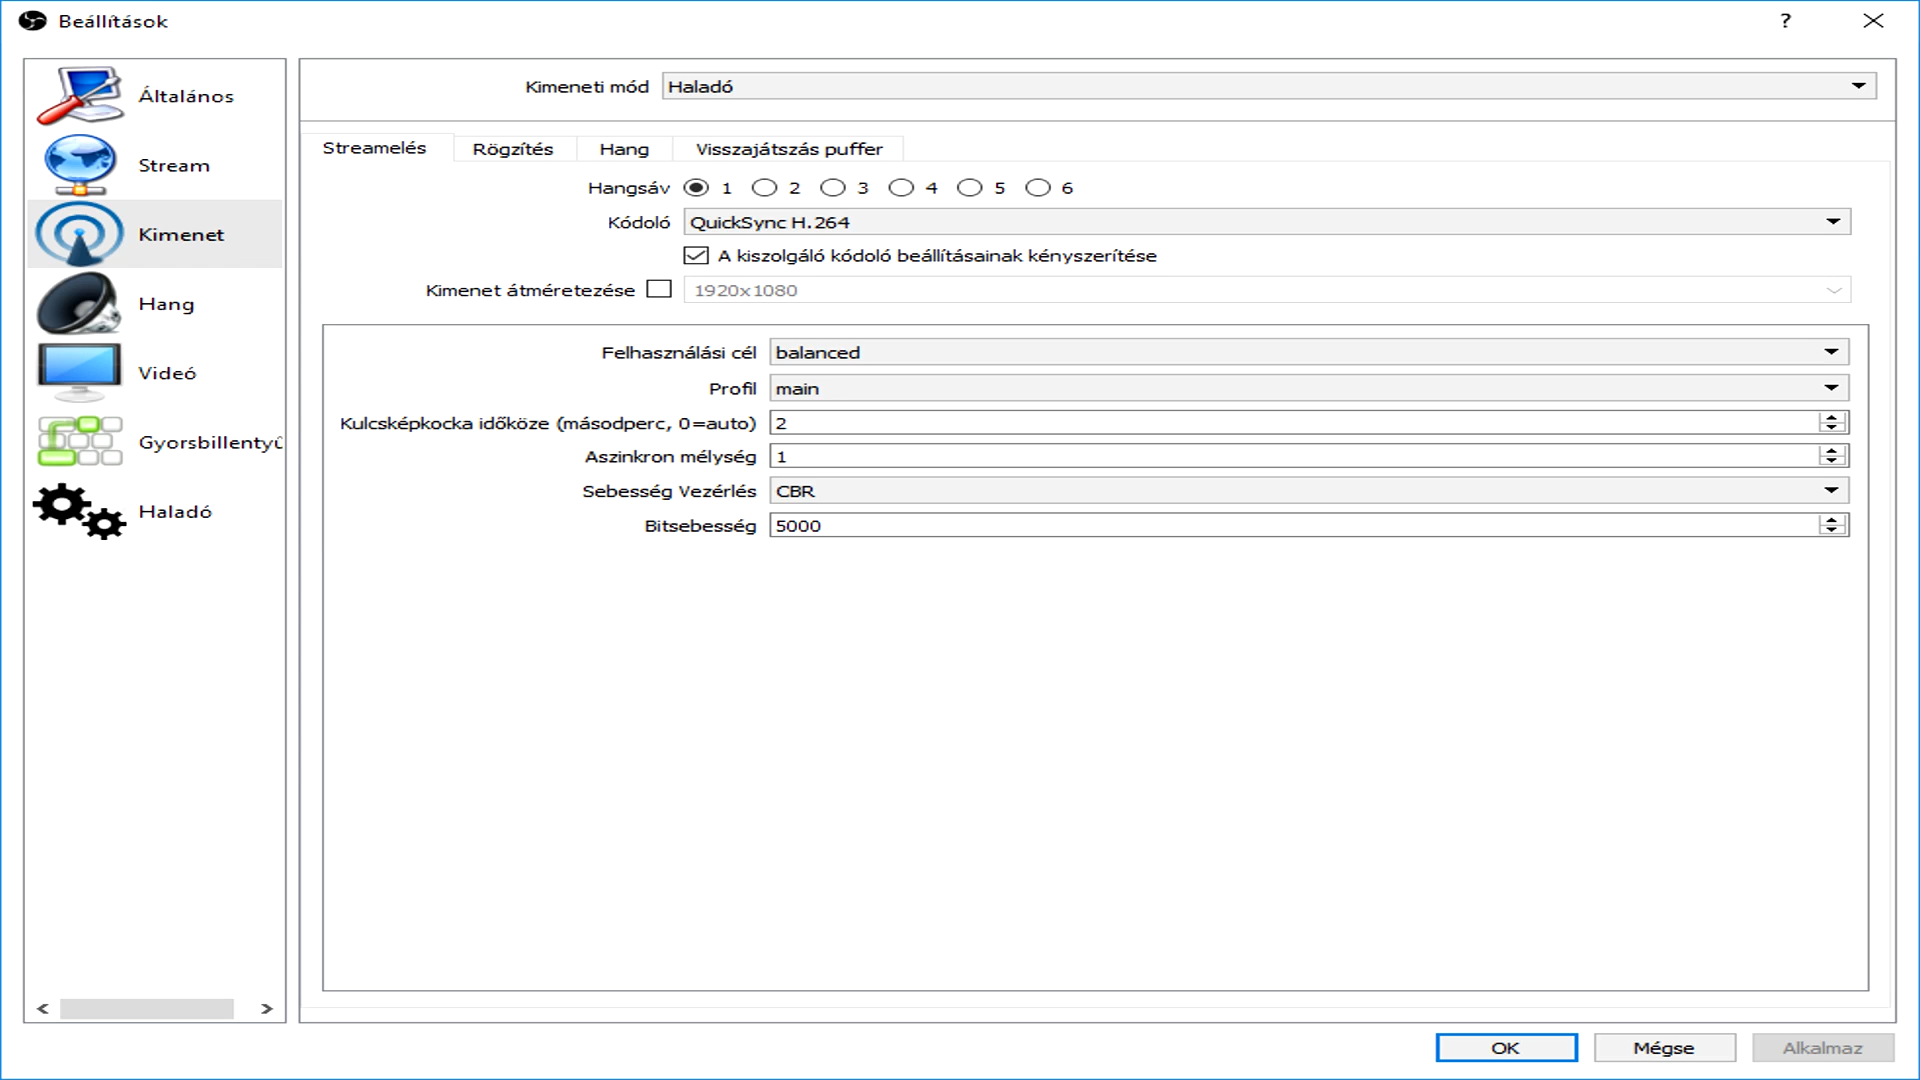 Beállítások
?
Általános
Stream
Kimenet
Hang
Videó
Gyorsbillentyű
Haladó
Kimeneti mód Haladó
Streamelés Rögzítés Hang Visszajátszás puffer
Hangsáv 1 2 3 4 5 6
Kódoló QuickSync H.264
A kiszolgáló kódoló beállításainak kényszerítése
Kimenet átméretezése 1920x1080
Felhasználási cél balanced
Profil main
Kulcsképkocka időköze (másodperc, 0=auto) 2
Aszinkron mélység 1
Sebesség Vezérlés CBR
Bitsebesség 5000
OK Mégse Alkalmaz